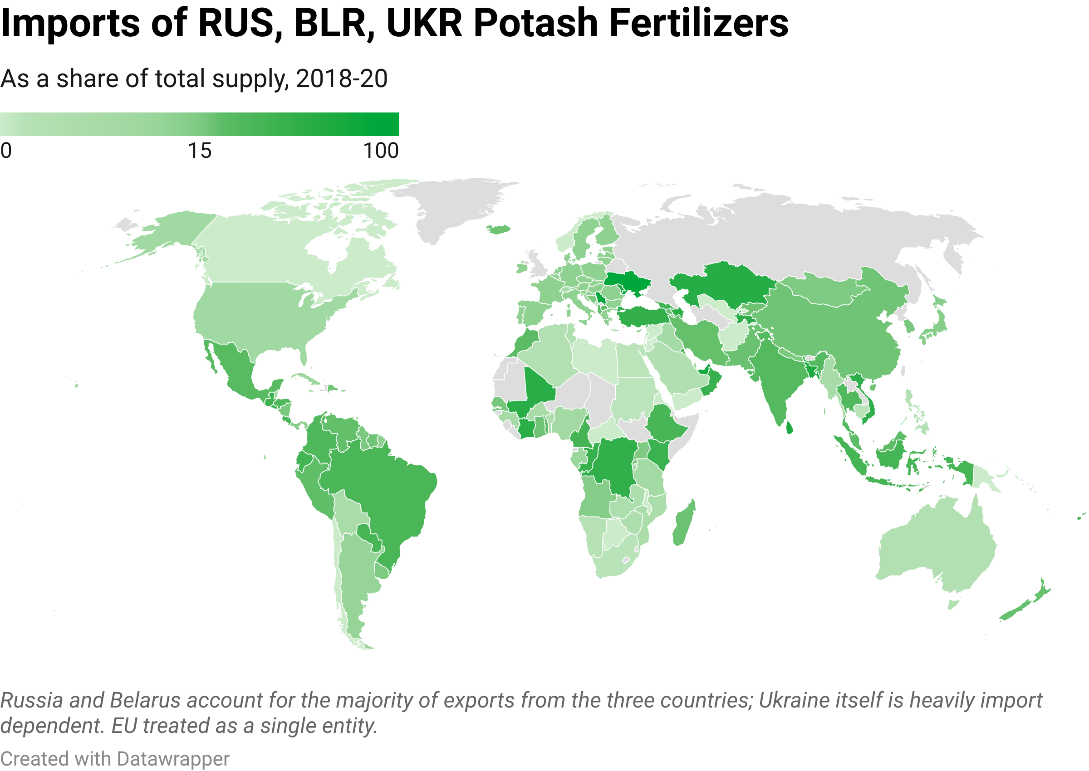 Imports of RUS, BLR, UKR Potash Fertilizers
As a share of total supply, 2018-20
0 15 100
Russia and Belarus account for the majority of exports from the three countries; Ukraine itself is heavily import
dependent. EU treated as a single entity.
Created with Datawrapper